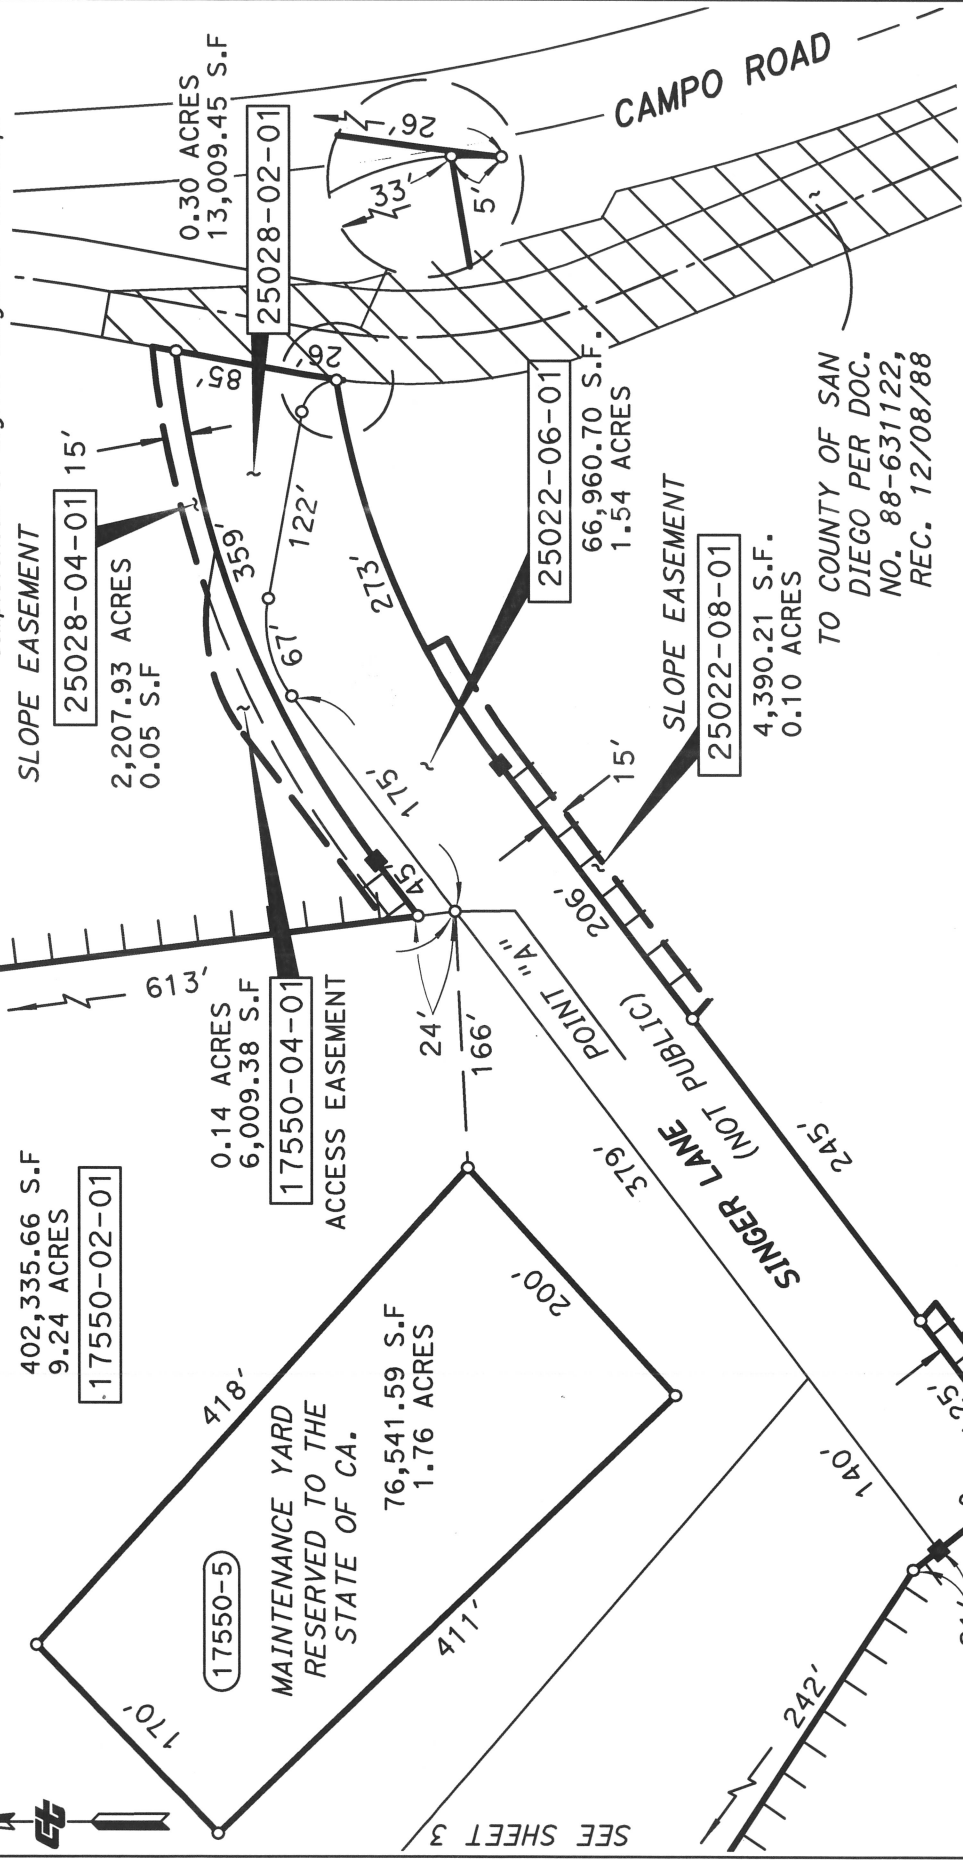 SLOPE EASEMENT
25028-04-01
15'
2,207.93 ACRES
0.05 S.F
0.30 ACRES
13,009.45 S.F
25028-02-01
85'
26'
26'
33'
5'
CAMPO ROAD
359'
122'
67'
273'
175'
45'
25022-06-01
66,960.70 S.F.
1.54 ACRES
SLOPE EASEMENT
25022-08-01
4,390.21 S.F.
0.10 ACRES
TO COUNTY OF SAN
DIEGO PER DOC.
NO. 88-631122,
REC. 12/08/88
15'
206'
613'
0.14 ACRES
6,009.38 S.F
17550-04-01
ACCESS EASEMENT
24'
166'
POINT "A"
379'
SINGER LANE
(NOT PUBLIC)
245'
402,335.66 S.F
9.24 ACRES
17550-02-01
418'
200'
76,541.59 S.F
1.76 ACRES
MAINTENANCE YARD
RESERVED TO THE
STATE OF CA.
17550-5
170'
411'
140'
242'
SEE SHEET 3
ct